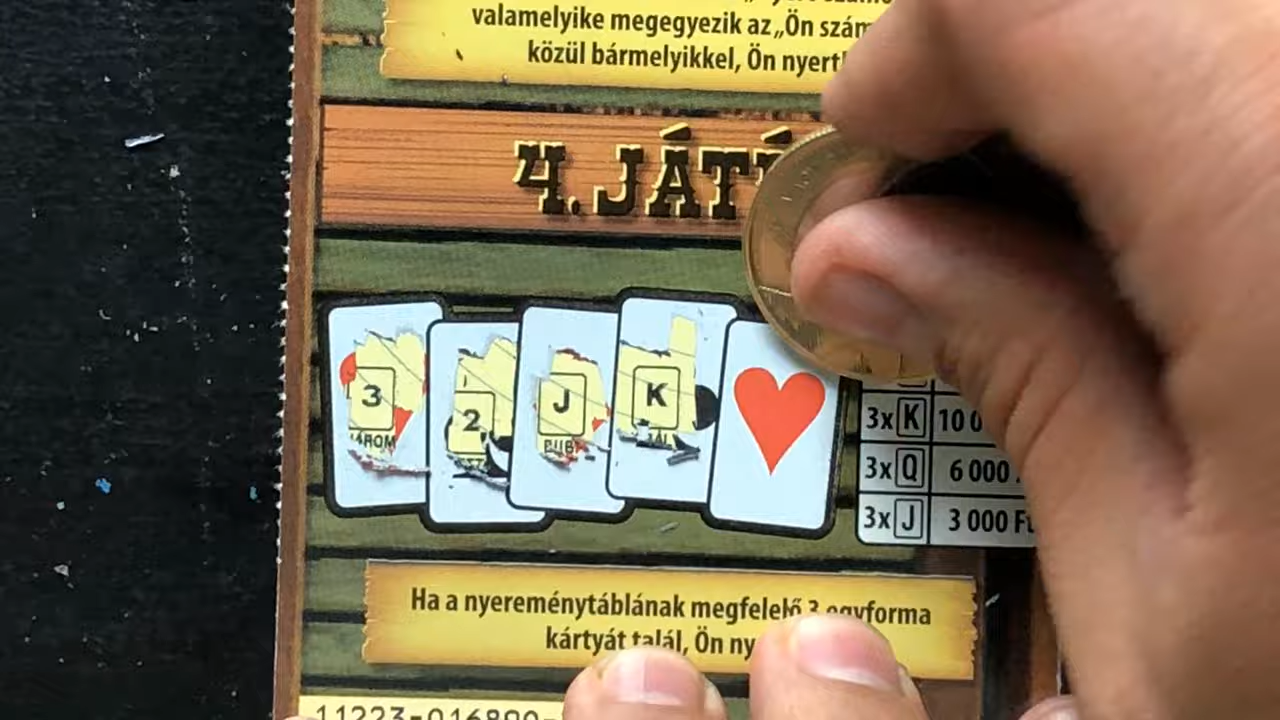 valamelyike megegyezik az „Ön szám
közül bármelyikkel, Ön nyert!
4. JÁTÉ
3
2
J
K
3x K 10 0
3x Q 6 000
3x J 3 000 Ft
Ha a nyereménytáblának megfelelő 3 egyforma
kártyát talál, Ön ny